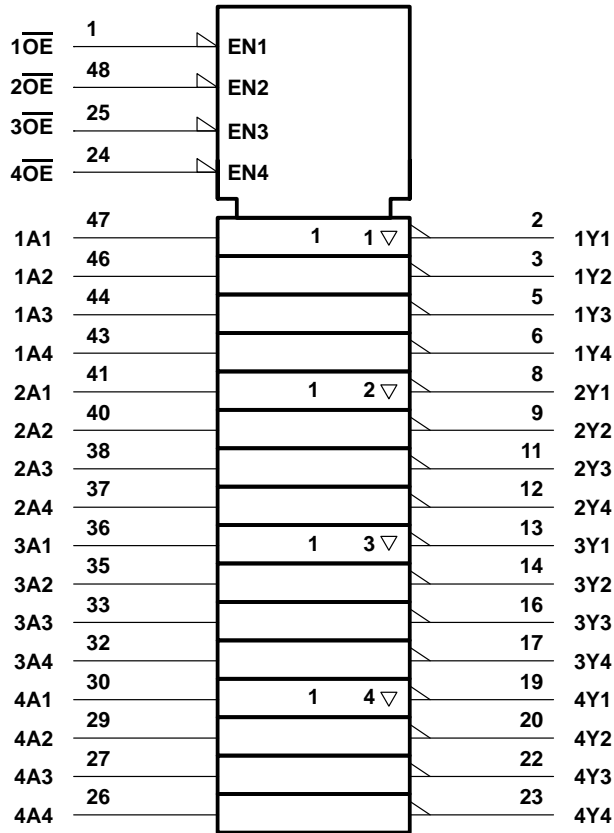 1O̅E̅ 1 EN1
2O̅E̅ 48 EN2
3O̅E̅ 25 EN3
4O̅E̅ 24 EN4
1A1 47 1 1 ▽ 2 1Y1
1A2 46 3 1Y2
1A3 44 5 1Y3
1A4 43 6 1Y4
2A1 41 1 2 ▽ 8 2Y1
2A2 40 9 2Y2
2A3 38 11 2Y3
2A4 37 12 2Y4
3A1 36 1 3 ▽ 13 3Y1
3A2 35 14 3Y2
3A3 33 16 3Y3
3A4 32 17 3Y4
4A1 30 1 4 ▽ 19 4Y1
4A2 29 20 4Y2
4A3 27 22 4Y3
4A4 26 23 4Y4